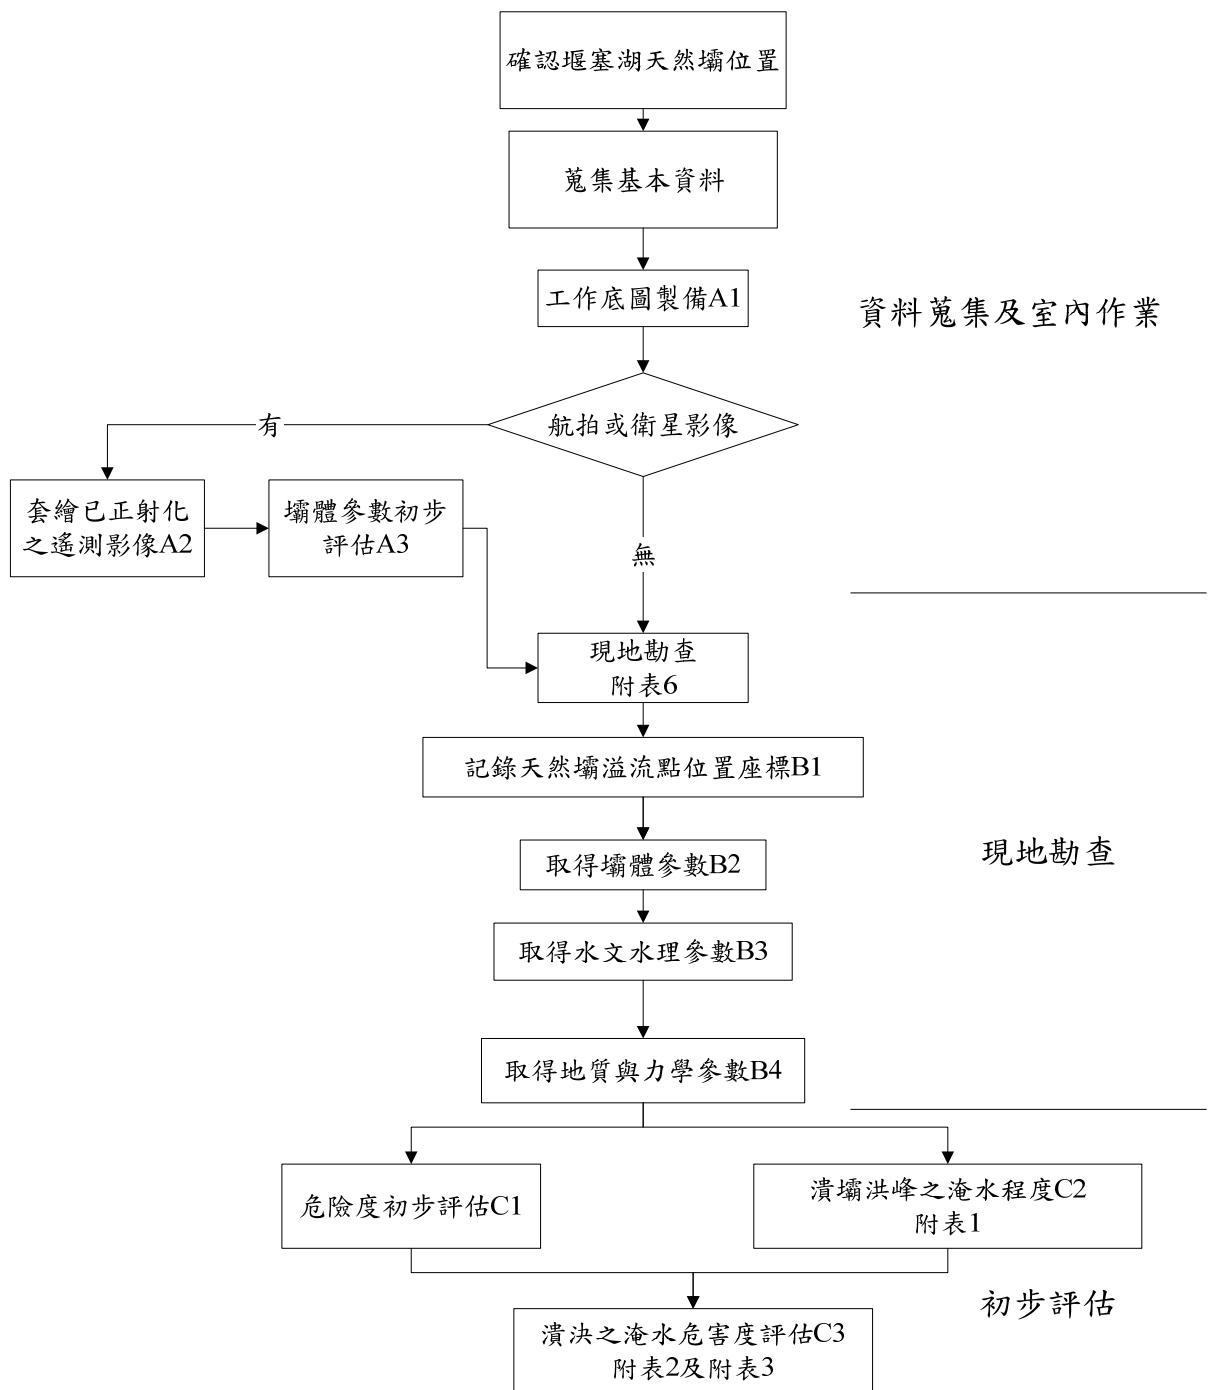 確認堰塞湖天然壩位置
蒐集基本資料
工作底圖製備A1
資料蒐集及室內作業
航拍或衛星影像
有
套繪已正射化
之遙測影像A2
壩體參數初步
評估A3
無
現地勘查
附表6
記錄天然壩溢流點位置座標B1
取得壩體參數B2
現地勘查
取得水文水理參數B3
取得地質與力學參數B4
危險度初步評估C1
潰壩洪峰之淹水程度C2
附表1
初步評估
潰決之淹水危害度評估C3
附表2及附表3